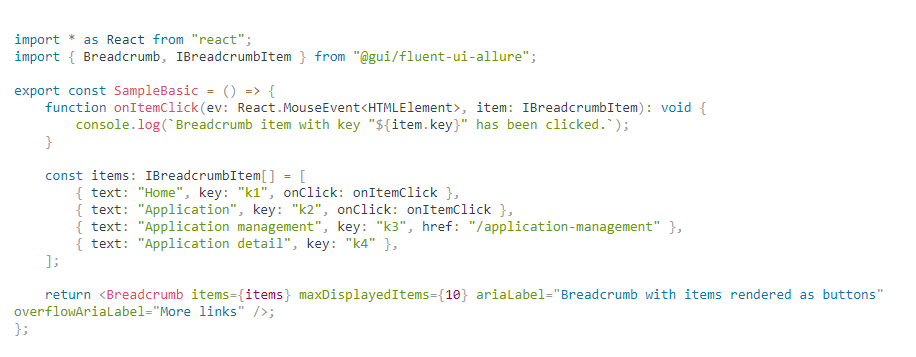 import * as React from "react";
import { Breadcrumb, IBreadcrumbItem } from "@gui/fluent-ui-allure";
export const SampleBasic = () => {
    function onItemClick(ev: React.MouseEvent<HTMLElement>, item: IBreadcrumbItem): void {
        console.log(`Breadcrumb item with key "${item.key}" has been clicked.`);
    }
    const items: IBreadcrumbItem[] = [
        { text: "Home", key: "k1", onClick: onItemClick },
        { text: "Application", key: "k2", onClick: onItemClick },
        { text: "Application management", key: "k3", href: "/application-management" },
        { text: "Application detail", key: "k4" },
    ];
    return <Breadcrumb items={items} maxDisplayedItems={10} ariaLabel="Breadcrumb with items rendered as buttons"
overflowAriaLabel="More links" />;
};